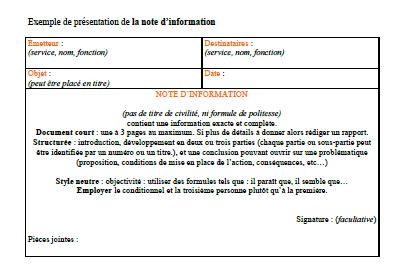 Exemple de présentation de la note d'information
Emetteur :
(service, nom, fonction)
Destinataires :
(service, nom, fonction)
Objet :
(peut être placé en titre)
Date :
NOTE D'INFORMATION
(pas de titre de civilité, ni formule de politesse)
contient une information exacte et complète.
Document court : une à 3 pages au maximum. Si plus de détails à donner alors rédiger un rapport.
Structurée : introduction, développement en deux ou trois parties (chaque partie ou sous-partie peut
être identifiée par un numéro ou un titre.), et une conclusion pouvant ouvrir sur une problématique
(proposition, conditions de mise en place de l'action, conséquences, etc…)
Style neutre : objectivité : utiliser des formules tels que : il paraît que, il semble que…
Employer le conditionnel et la troisième personne plutôt qu'à la première.
Signature : (facultative)
Pièces jointes :